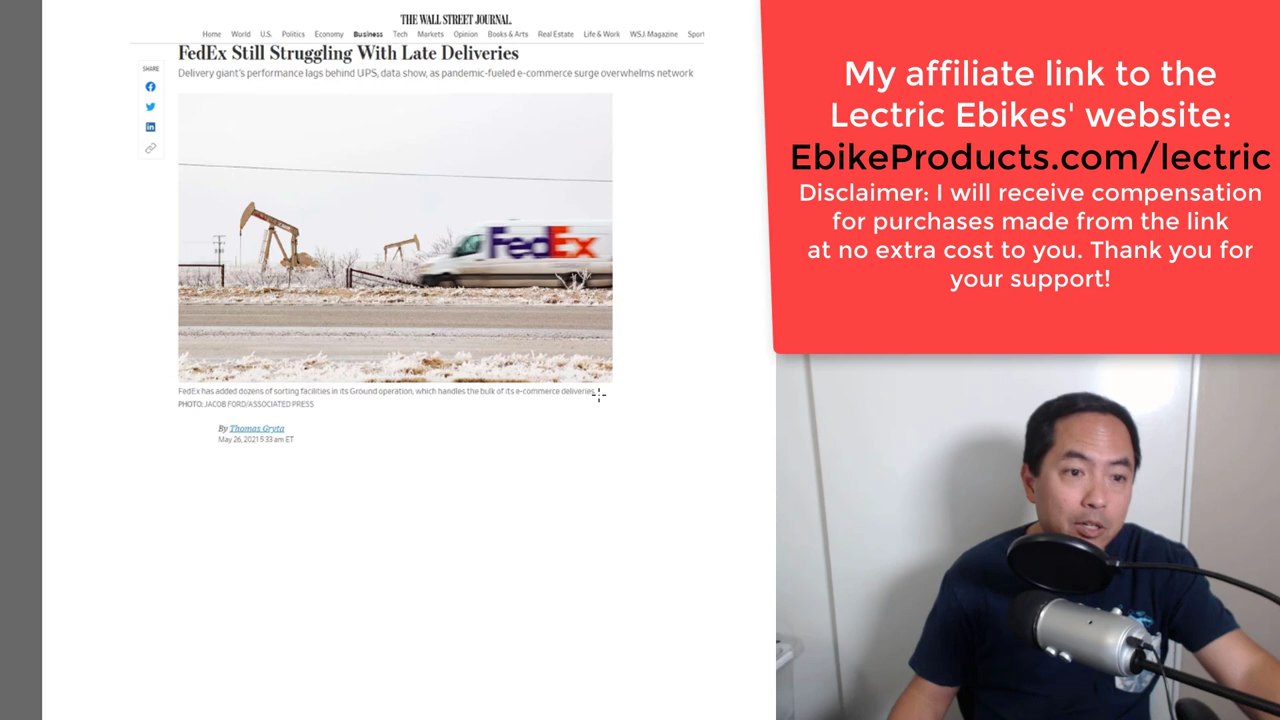 THE WALL STREET JOURNAL.
Home World U.S. Politics Economy Business Tech Markets Opinion Books & Arts Real Estate Life & Work WSJ. Magazine Sport
FedEx Still Struggling With Late Deliveries
Delivery giant's performance lags behind UPS, data show, as pandemic-fueled e-commerce surge overwhelms network
SHARE
FedEx
FedEx has added dozens of sorting facilities in its Ground operation, which handles the bulk of its e-commerce deliveries.
PHOTO: JACOB FORD/ASSOCIATED PRESS
By Thomas Gryta
May 26, 2021 5:33 am ET
My affiliate link to the
Lectric Ebikes' website:
EbikeProducts.com/lectric
Disclaimer: I will receive compensation
for purchases made from the link
at no extra cost to you. Thank you for
your support!